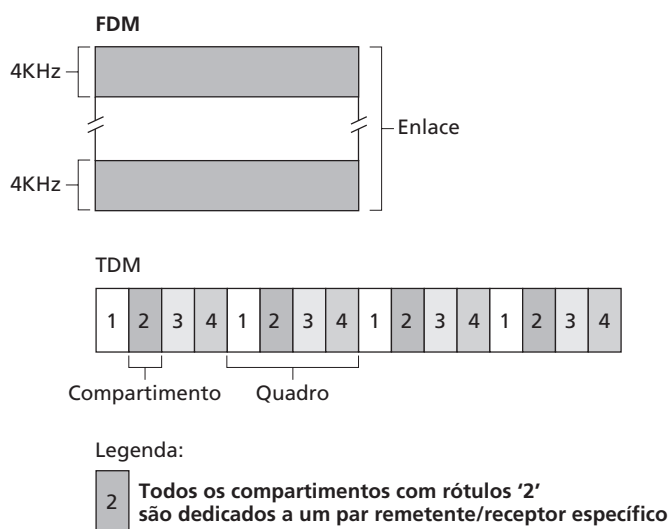 FDM
4KHz
Enlace
4KHz
TDM
1 2 3 4 1 2 3 4 1 2 3 4 1 2 3 4
Compartimento Quadro
Legenda:
2 Todos os compartimentos com rótulos ‘2’
são dedicados a um par remetente/receptor específico